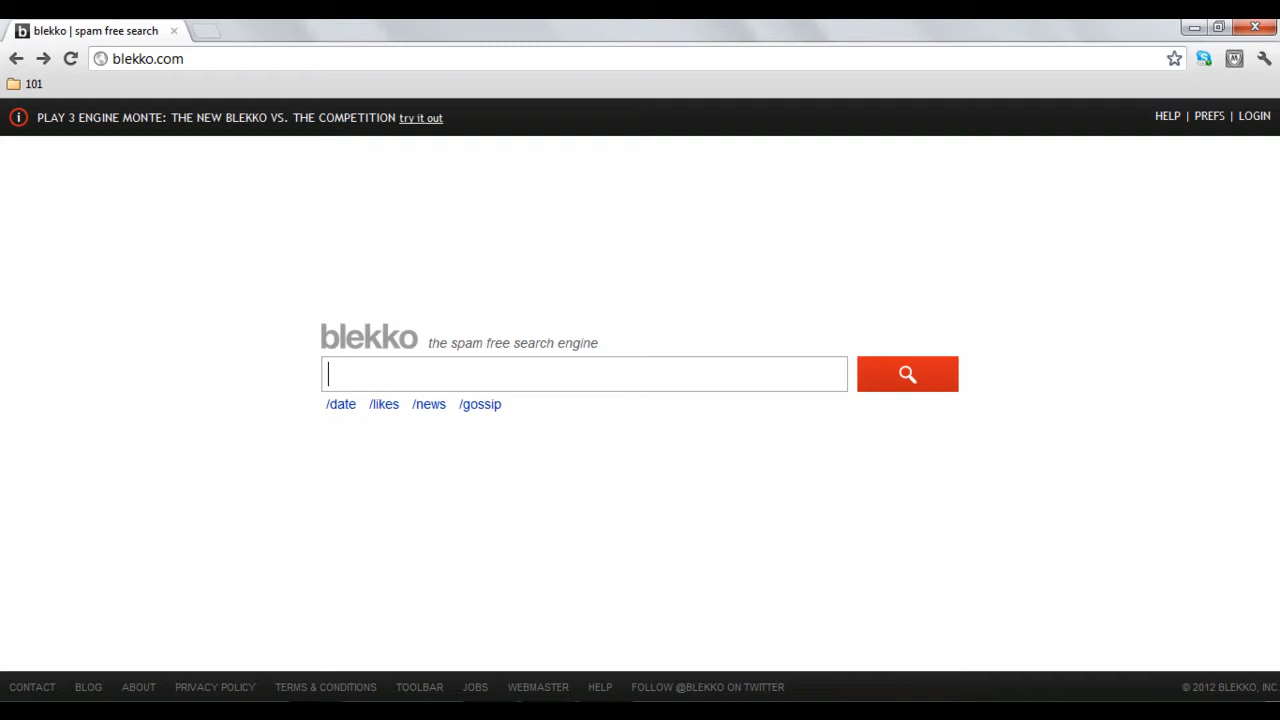 blekko | spam free search
blekko.com
101
PLAY 3 ENGINE MONTE: THE NEW BLEKKO VS. THE COMPETITION try it out
HELP | PREFS | LOGIN
blekko the spam free search engine
/date /likes /news /gossip
CONTACT BLOG ABOUT PRIVACY POLICY TERMS & CONDITIONS TOOLBAR JOBS WEBMASTER HELP FOLLOW @BLEKKO ON TWITTER © 2012 BLEKKO, INC.